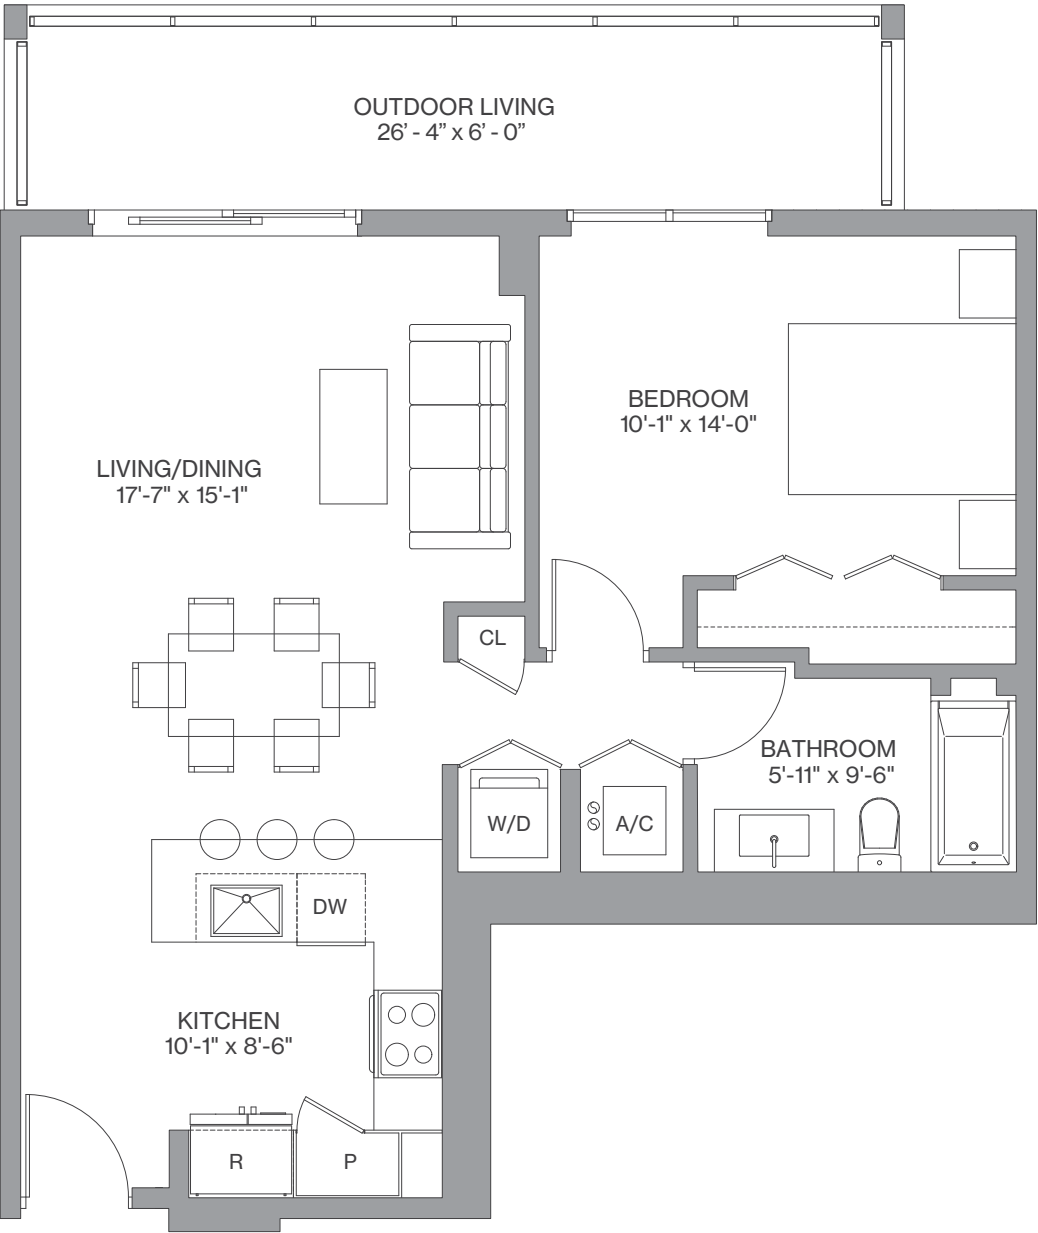 OUTDOOR LIVING
26’ - 4” x 6’ - 0”
BEDROOM
10'-1" x 14'-0"
LIVING/DINING
17'-7" x 15'-1"
CL
BATHROOM
5'-11" x 9'-6"
W/D
A/C
DW
KITCHEN
10'-1" x 8'-6"
R
P